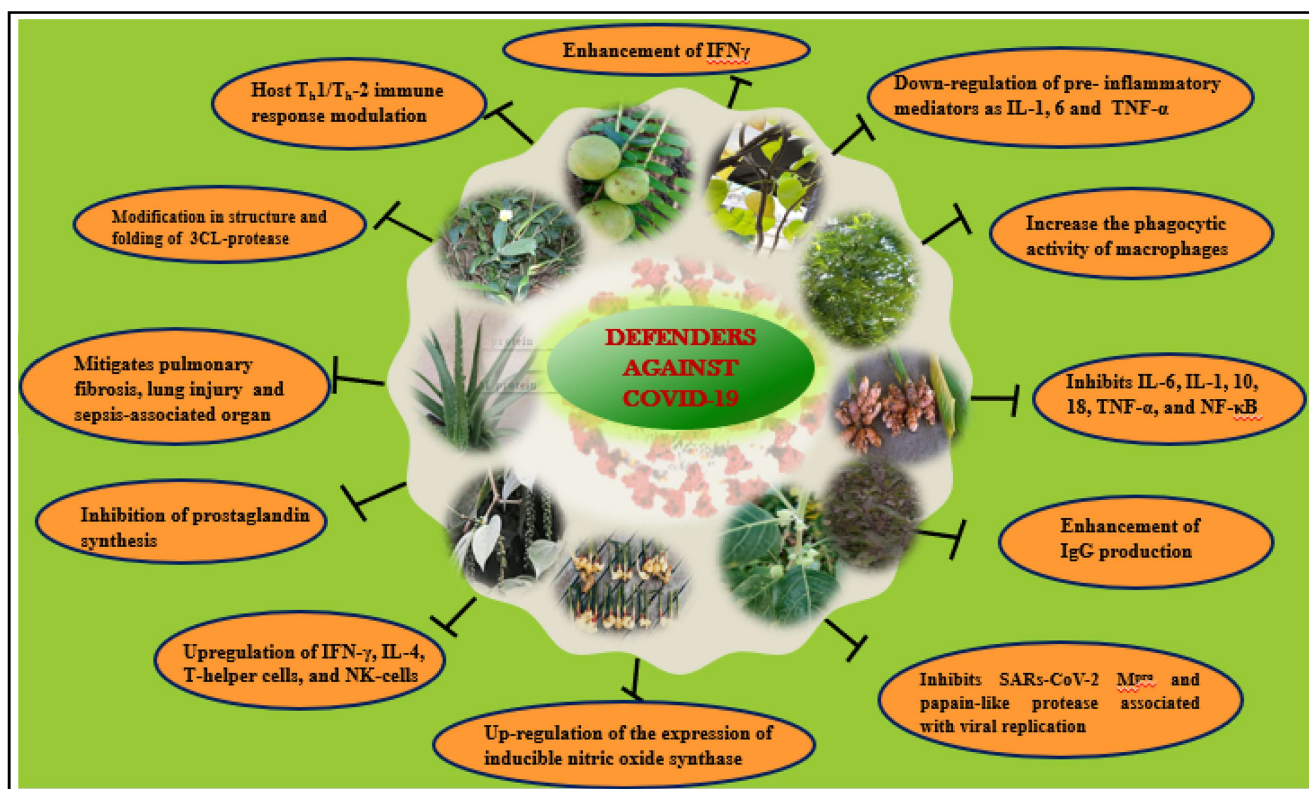 Enhancement of IFNγ
Host Th1/Th-2 immune
response modulation
Down-regulation of pre- inflammatory
mediators as IL-1, 6 and TNF-α
Modification in structure and
folding of 3CL-protease
Increase the phagocytic
activity of macrophages
DEFENDERS
AGAINST
COVID-19
protein
protein
Mitigates pulmonary
fibrosis, lung injury and
sepsis-associated organ
Inhibits IL-6, IL-1, 10,
18, TNF-α, and NF-κB
Inhibition of prostaglandin
synthesis
Enhancement of
IgG production
Upregulation of IFN-γ, IL-4,
T-helper cells, and NK-cells
Inhibits SARs-CoV-2 Mpro and
papain-like protease associated
with viral replication
Up-regulation of the expression of
inducible nitric oxide synthase